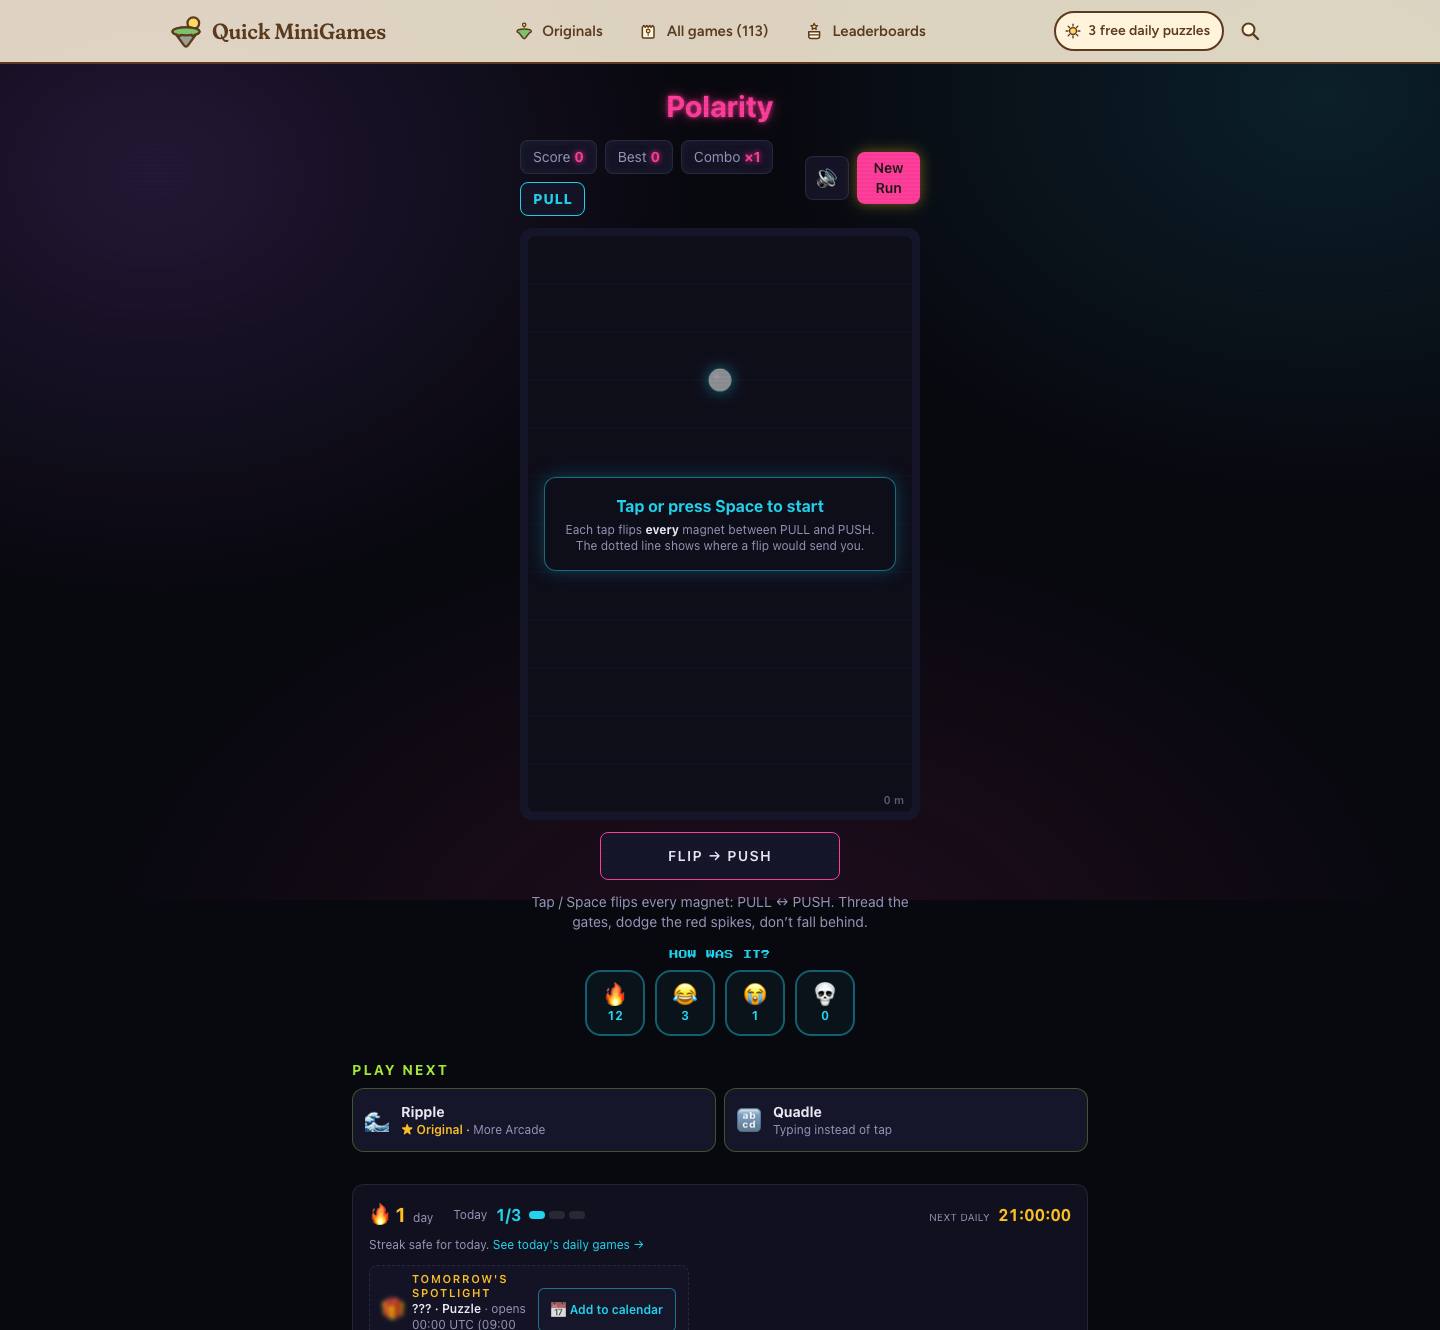 Quick MiniGames
Originals
All games (113)
Leaderboards
3 free daily puzzles
Polarity
Score 0
Best 0
Combo ×1
PULL
New
Run
Tap or press Space to start
Each tap flips every magnet between PULL and PUSH.
The dotted line shows where a flip would send you.
0 m
FLIP → PUSH
Tap / Space flips every magnet: PULL ↔ PUSH. Thread the
gates, dodge the red spikes, don’t fall behind.
HOW WAS IT?
12
3
1
0
PLAY NEXT
Ripple
Original · More Arcade
Quadle
Typing instead of tap
1 day
Today 1/3
NEXT DAILY 21:00:00
Streak safe for today. See today's daily games →
TOMORROW'S
SPOTLIGHT
??? · Puzzle · opens
00:00 UTC (09:00
Add to calendar